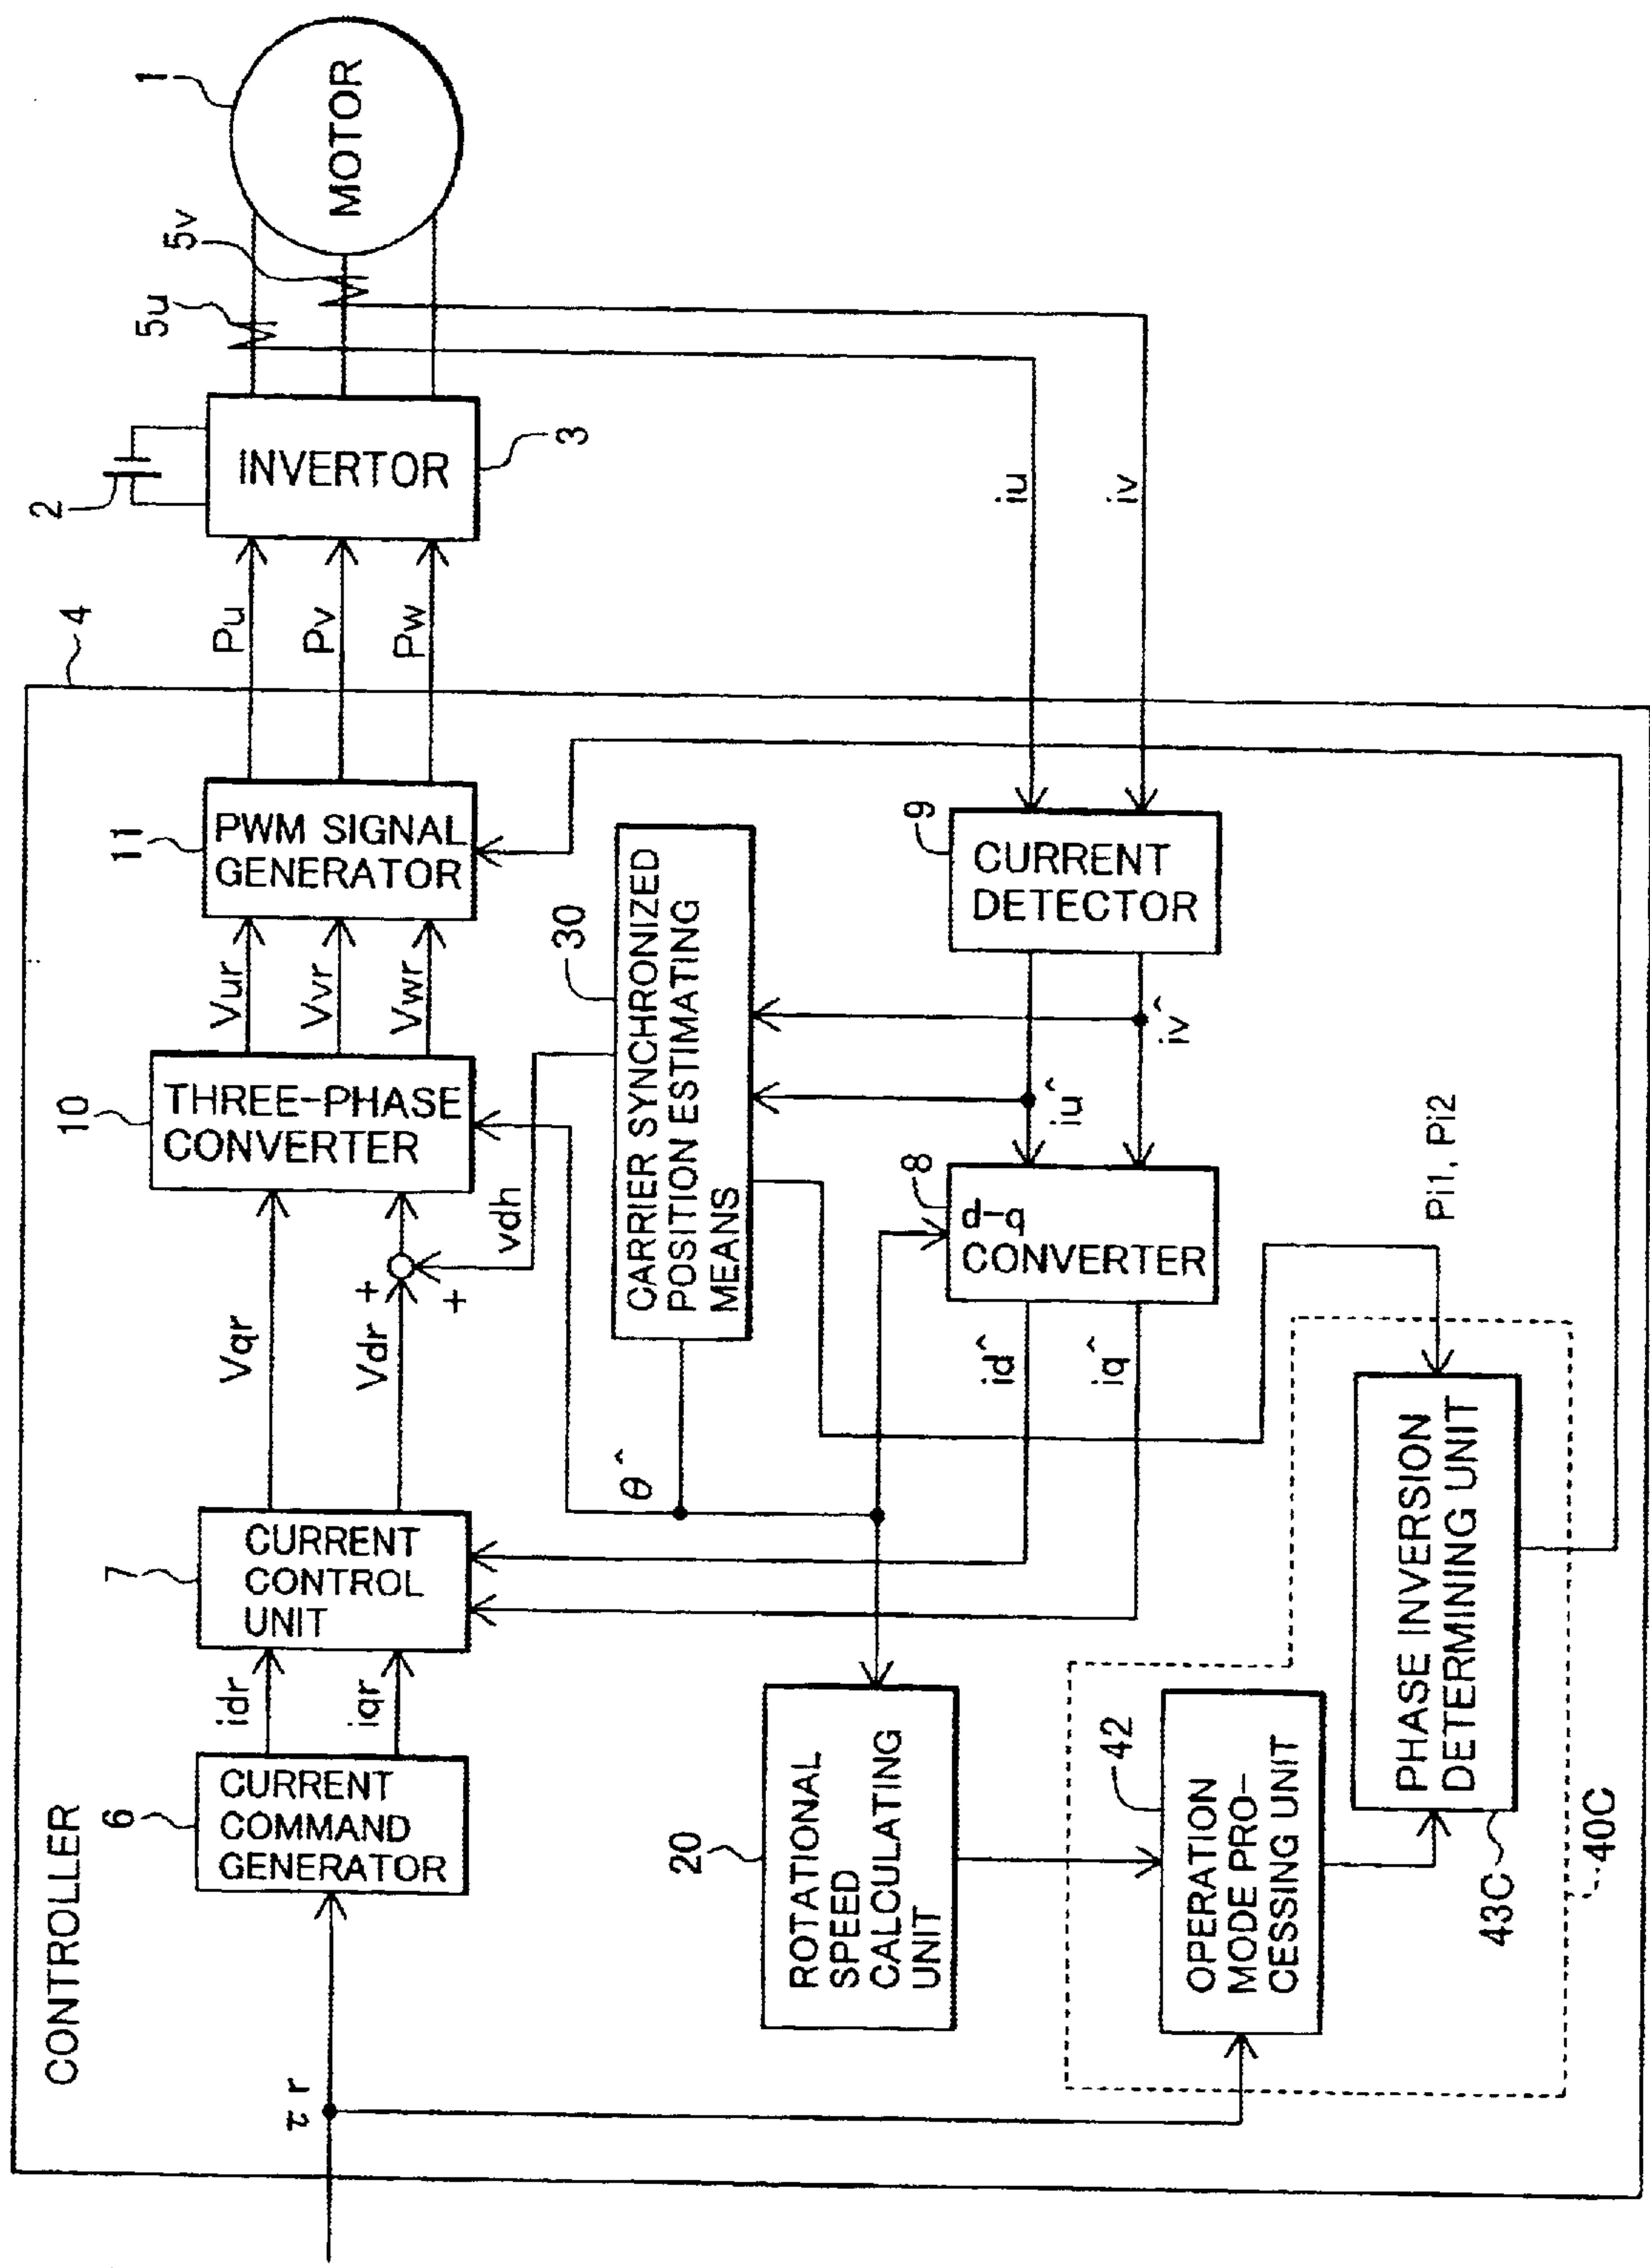 CONTROLLER
4
τ r
6
CURRENT
COMMAND
GENERATOR
idr
iqr
7
CURRENT
CONTROL
UNIT
Vqr
Vdr
+
+
vdh
10
THREE-PHASE
CONVERTER
Vur
Vvr
Vwr
11
PWM SIGNAL
GENERATOR
Pu
Pv
Pw
2
INVERTOR
3
5u
5v
1
MOTOR
θ^
30
CARRIER SYNCHRONIZED
POSITION ESTIMATING
MEANS
20
ROTATIONAL
SPEED
CALCULATING
UNIT
id^
iq^
8
d-q
CONVERTER
iu^
iv^
9
CURRENT
DETECTOR
iu
iv
42
OPERATION
MODE PRO-
CESSING UNIT
Pi1, Pi2
PHASE INVERSION
DETERMINING UNIT
43C
40C